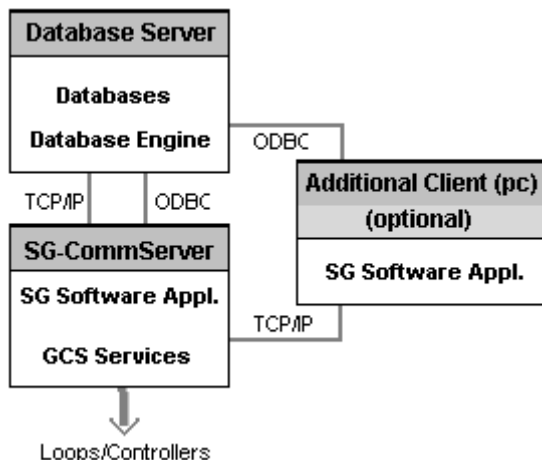 Database Server
Databases
Database Engine
ODBC
TCP/IP
ODBC
Additional Client (pc)
(optional)
SG Software Appl.
SG-CommServer
SG Software Appl.
GCS Services
TCP/IP
Loops/Controllers